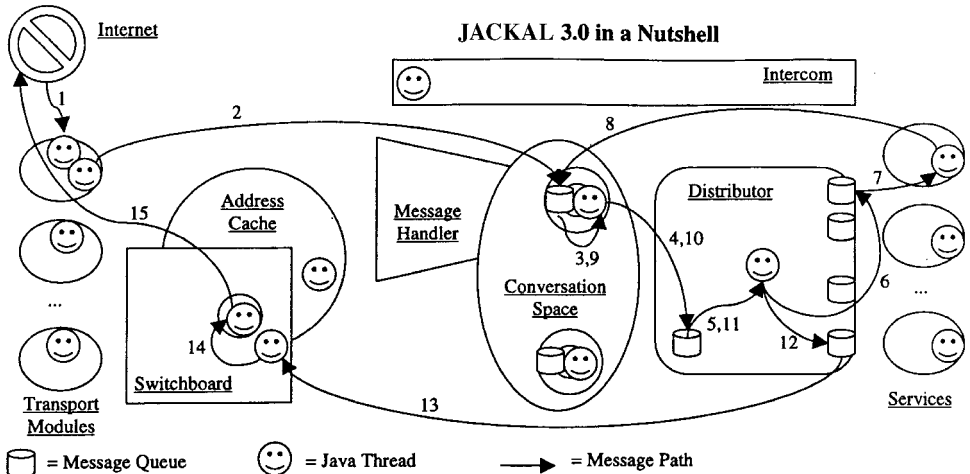 Internet
JACKAL 3.0 in a Nutshell
Intercom
1
2
8
Address
Cache
Message
Handler
Distributor
7
15
3,9
4,10
Conversation
Space
6
...
...
5,11
14
12
Switchboard
13
Transport
Modules
Services
= Message Queue
= Java Thread
= Message Path